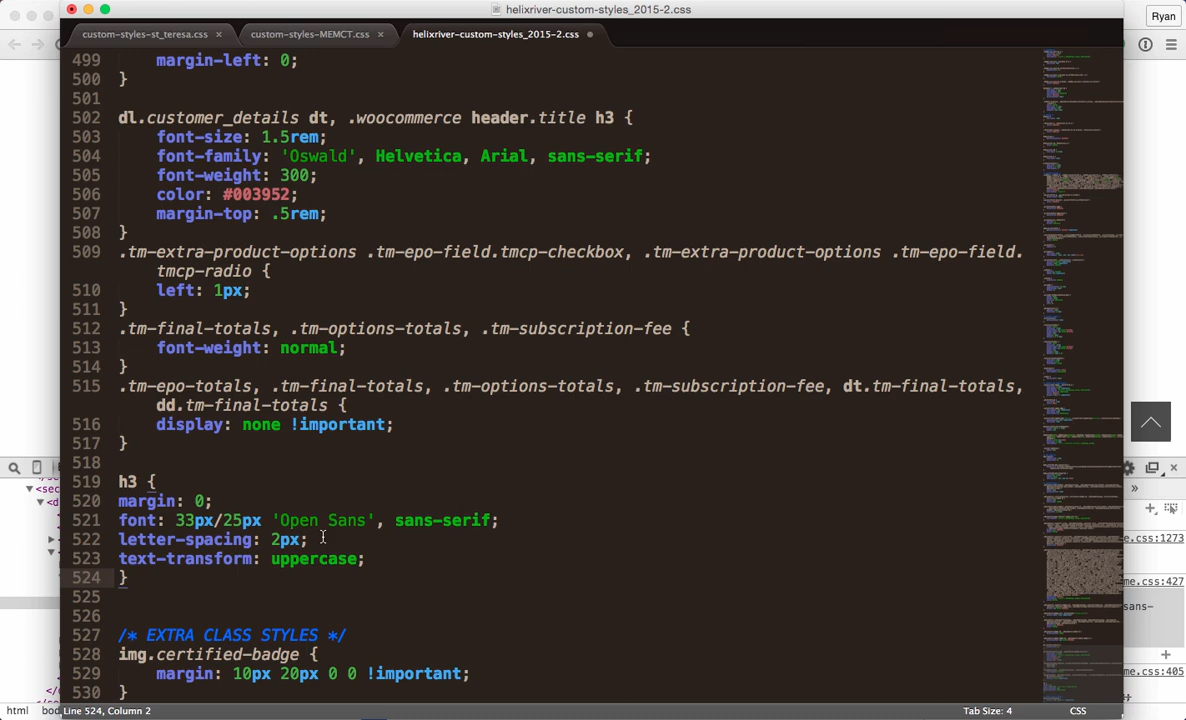 helixriver-custom-styles_2015-2.css
Ryan
custom-styles-st_teresa.css ×
custom-styles-MEMCT.css ×
helixriver-custom-styles_2015-2.css
499 margin-left: 0;
500 }
501
502 dl.customer_details dt, .woocommerce header.title h3 {
503 font-size: 1.5rem;
504 font-family: 'Oswald', Helvetica, Arial, sans-serif;
505 font-weight: 300;
506 color: #003952;
507 margin-top: .5rem;
508 }
509 .tm-extra-product-options .tm-epo-field.tmcp-checkbox, .tm-extra-product-options .tm-epo-field.
tmcp-radio {
510 left: 1px;
511 }
512 .tm-final-totals, .tm-options-totals, .tm-subscription-fee {
513 font-weight: normal;
514 }
515 .tm-epo-totals, .tm-final-totals, .tm-options-totals, .tm-subscription-fee, dt.tm-final-totals,
dd.tm-final-totals {
516 display: none !important;
517 }
518
519 h3 {
520 margin: 0;
521 font: 33px/25px 'Open Sans', sans-serif;
522 letter-spacing: 2px;
523 text-transform: uppercase;
524 }
525
526
527 /* EXTRA CLASS STYLES */
528 img.certified-badge {
529 margin: 10px 20px 0 0 !important;
530 }
<sec
<d
</
</u
html
bod
»
e.css:1273
me.css:427
sans-
me.css:405
Line 524, Column 2
Tab Size: 4
CSS